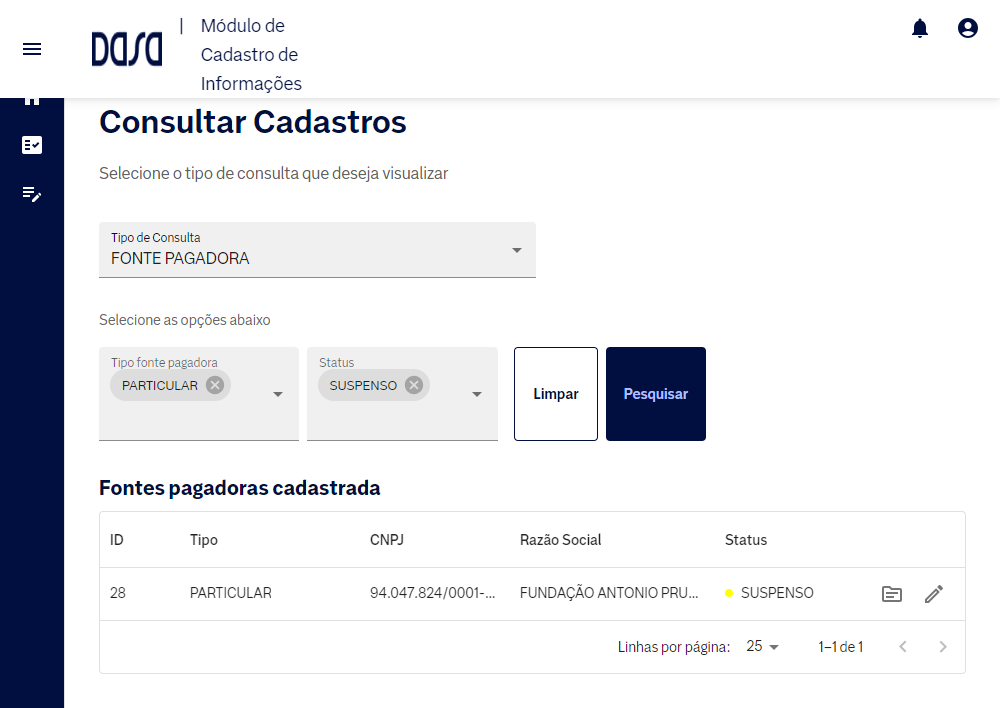 Dasa
|
Módulo de
Cadastro de
Informações
Consultar Cadastros
Selecione o tipo de consulta que deseja visualizar
Tipo de Consulta
FONTE PAGADORA
Selecione as opções abaixo
Tipo fonte pagadora
PARTICULAR
Status
SUSPENSO
Limpar
Pesquisar
Fontes pagadoras cadastrada
ID Tipo CNPJ Razão Social Status
28 PARTICULAR 94.047.824/0001-... FUNDAÇÃO ANTONIO PRU... SUSPENSO
Linhas por página: 25 1–1 de 1